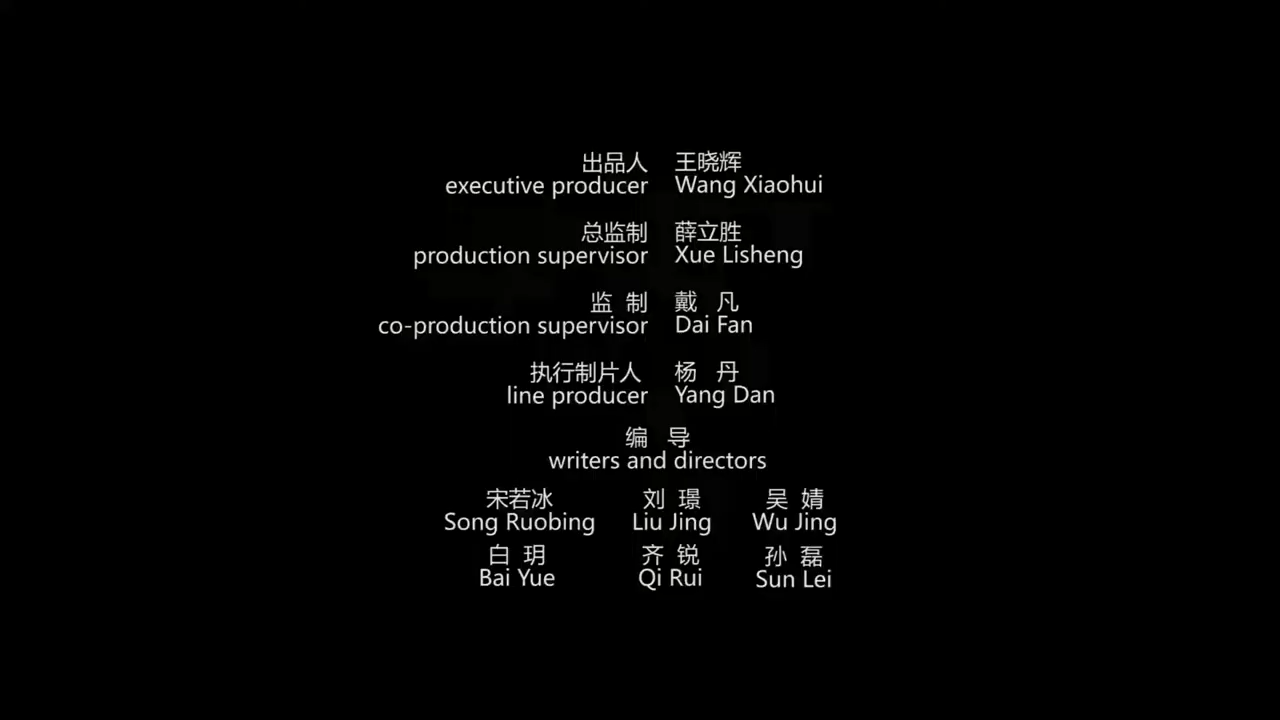 出品人 王晓辉
executive producer Wang Xiaohui
总监制 薛立胜
production supervisor Xue Lisheng
监 制 戴 凡
co-production supervisor Dai Fan
执行制片人 杨 丹
line producer Yang Dan
编 导
writers and directors
宋若冰 刘 璟 吴 婧
Song Ruobing Liu Jing Wu Jing
白 玥 齐 锐 孙 磊
Bai Yue Qi Rui Sun Lei